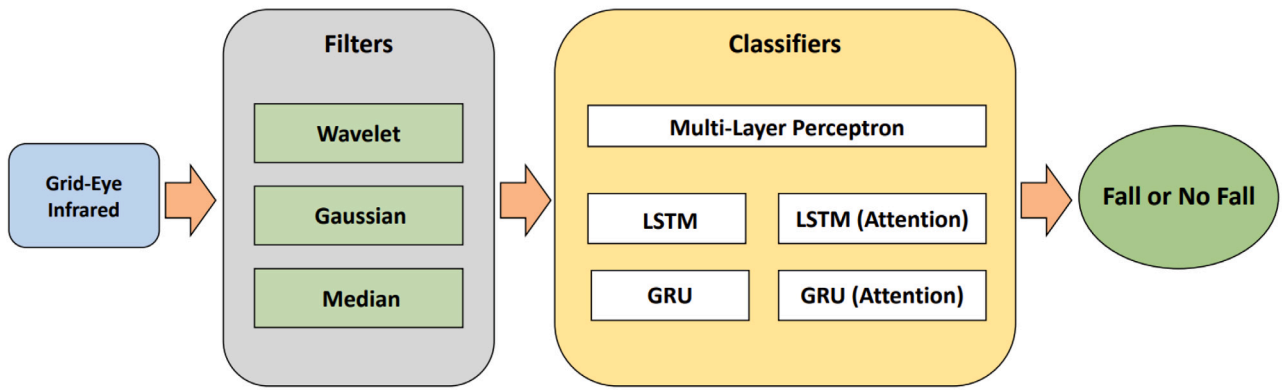 Filters
Classifiers
Wavelet
Multi-Layer Perceptron
Grid-Eye
Infrared
Gaussian
LSTM
LSTM (Attention)
Fall or No Fall
Median
GRU
GRU (Attention)